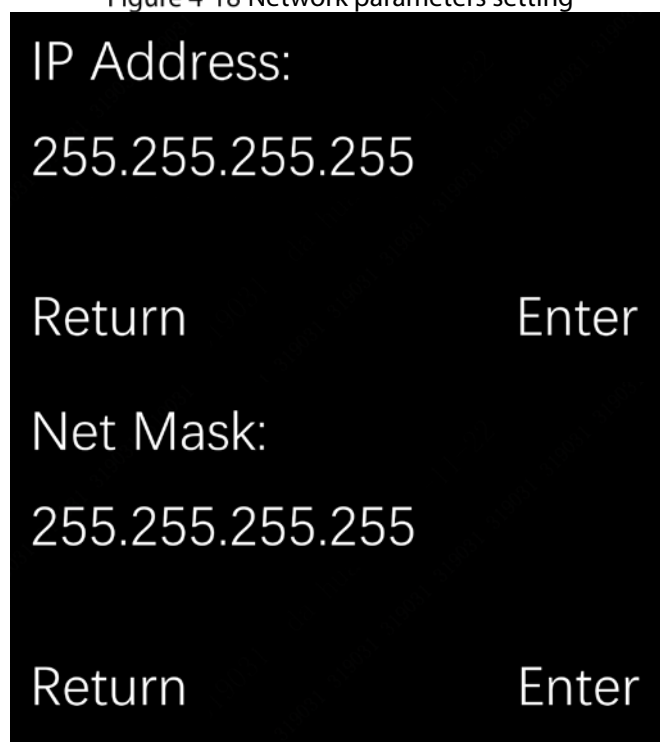 Figure 4-18 Network parameters setting
IP Address:
255.255.255.255
Return Enter
Net Mask:
255.255.255.255
Return Enter